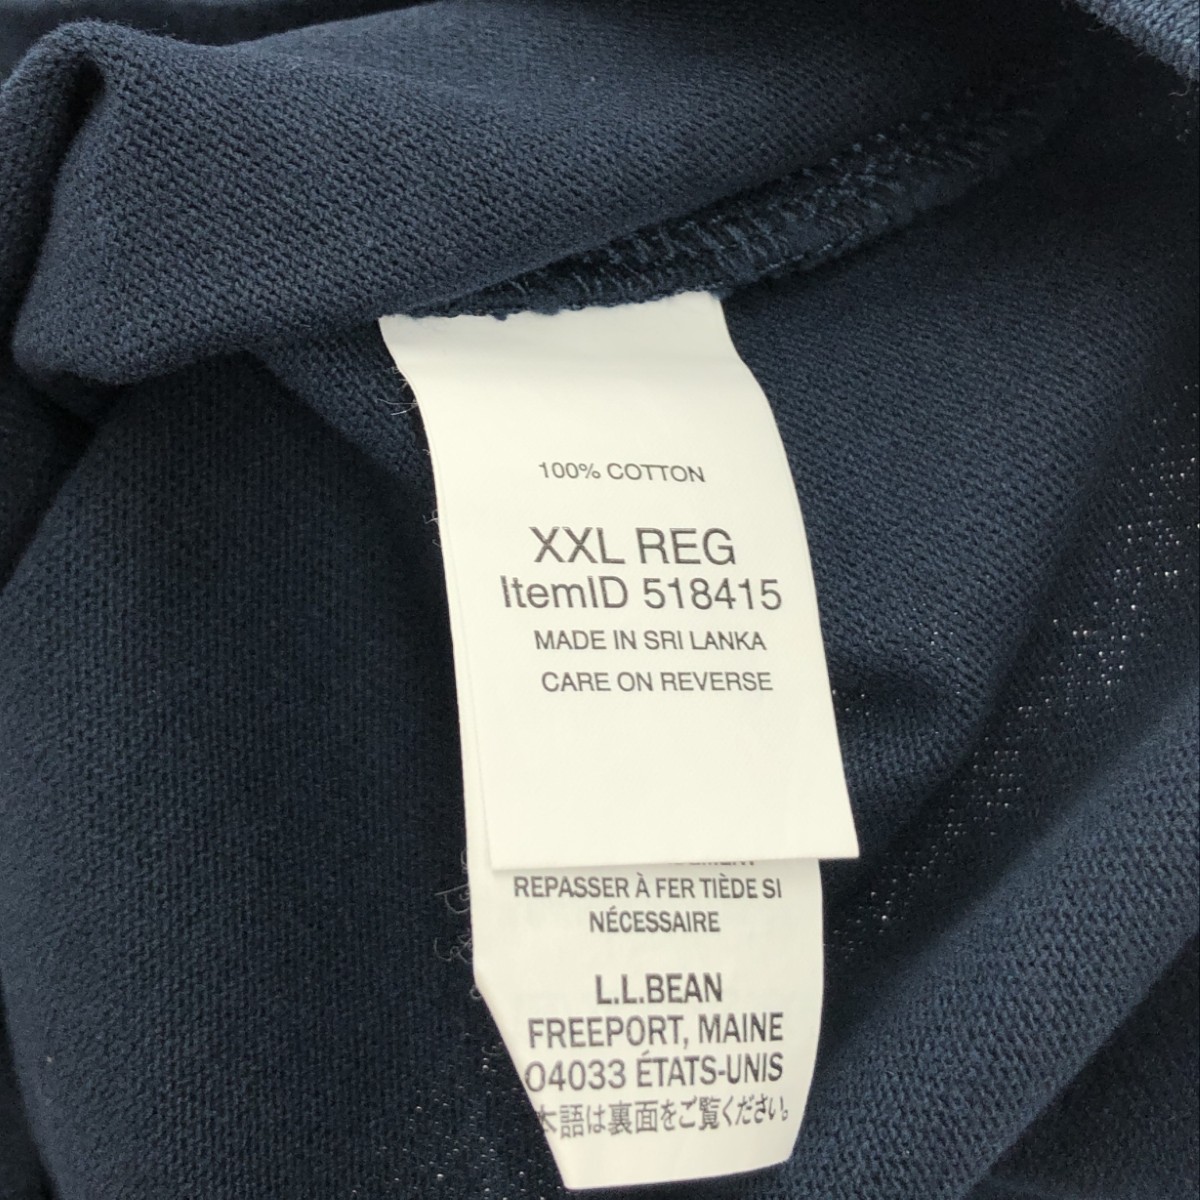 100% COTTON
XXL REG
ItemID 518415
MADE IN SRI LANKA
CARE ON REVERSE
REPASSER À FER TIÈDE SI
NÉCESSAIRE
L.L.BEAN
FREEPORT, MAINE
04033 ÉTATS-UNIS
本語は裏面をご覧ください。